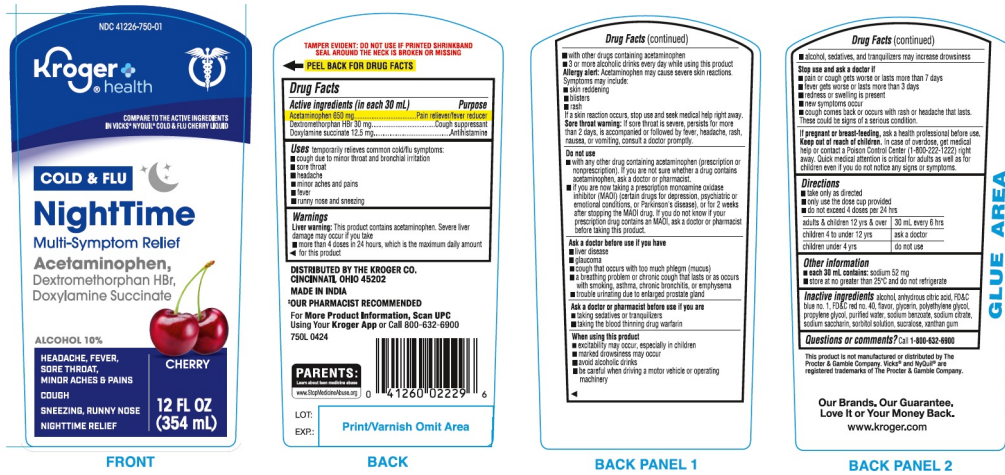 NDC 41226-750-01
Kroger
® health
COMPARE TO THE ACTIVE INGREDIENTS
IN VICKS® NYQUIL® COLD & FLU CHERRY LIQUID
COLD & FLU
NightTime
Multi-Symptom Relief
Acetaminophen,
Dextromethorphan HBr,
Doxylamine Succinate
ALCOHOL 10%
CHERRY
HEADACHE, FEVER,
SORE THROAT,
MINOR ACHES & PAINS
COUGH
SNEEZING, RUNNY NOSE
NIGHTTIME RELIEF
12 FL OZ
(354 mL)
FRONT
TAMPER EVIDENT: DO NOT USE IF PRINTED SHRINKBAND
SEAL AROUND THE NECK IS BROKEN OR MISSING
PEEL BACK FOR DRUG FACTS
Drug Facts
Active ingredients (in each 30 mL) Purpose
Acetaminophen 650 mg..................Pain reliever/fever reducer
Dextromethorphan HBr 30 mg..................Cough suppressant
Doxylamine succinate 12.5 mg..................Antihistamine
Uses temporarily relieves common cold/flu symptoms:
■ cough due to minor throat and bronchial irritation
■ sore throat
■ headache
■ minor aches and pains
■ fever
■ runny nose and sneezing
Warnings
Liver warning: This product contains acetaminophen. Severe liver
damage may occur if you take
■ more than 4 doses in 24 hours, which is the maximum daily amount
◄ for this product
DISTRIBUTED BY THE KROGER CO.
CINCINNATI, OHIO 45202
MADE IN INDIA
‡OUR PHARMACIST RECOMMENDED
For More Product Information, Scan UPC
Using Your Kroger App or Call 800-632-6900
750L 0424
PARENTS:
Learn about teen medicine abuse
www.StopMedicineAbuse.org
0 41260 02229 6
LOT:
EXP.:
Print/Varnish Omit Area
BACK
Drug Facts (continued)
■ with other drugs containing acetaminophen
■ 3 or more alcoholic drinks every day while using this product
Allergy alert: Acetaminophen may cause severe skin reactions.
Symptoms may include:
■ skin reddening
■ blisters
■ rash
If a skin reaction occurs, stop use and seek medical help right away.
Sore throat warning: If sore throat is severe, persists for more
than 2 days, is accompanied or followed by fever, headache, rash,
nausea, or vomiting, consult a doctor promptly.
Do not use
■ with any other drug containing acetaminophen (prescription or
nonprescription). If you are not sure whether a drug contains
acetaminophen, ask a doctor or pharmacist.
■ if you are now taking a prescription monoamine oxidase
inhibitor (MAOI) (certain drugs for depression, psychiatric or
emotional conditions, or Parkinson's disease), or for 2 weeks
after stopping the MAOI drug. If you do not know if your
prescription drug contains an MAOI, ask a doctor or pharmacist
before taking this product.
Ask a doctor before use if you have
■ liver disease
■ glaucoma
■ cough that occurs with too much phlegm (mucus)
■ a breathing problem or chronic cough that lasts or as occurs
with smoking, asthma, chronic bronchitis, or emphysema
■ trouble urinating due to enlarged prostate gland
Ask a doctor or pharmacist before use if you are
■ taking sedatives or tranquilizers
■ taking the blood thinning drug warfarin
When using this product
■ excitability may occur, especially in children
■ marked drowsiness may occur
■ avoid alcoholic drinks
■ be careful when driving a motor vehicle or operating
machinery
BACK PANEL 1
Drug Facts (continued)
■ alcohol, sedatives, and tranquilizers may increase drowsiness
Stop use and ask a doctor if
■ pain or cough gets worse or lasts more than 7 days
■ fever gets worse or lasts more than 3 days
■ redness or swelling is present
■ new symptoms occur
■ cough comes back or occurs with rash or headache that lasts.
These could be signs of a serious condition.
If pregnant or breast-feeding, ask a health professional before use.
Keep out of reach of children. In case of overdose, get medical
help or contact a Poison Control Center (1-800-222-1222) right
away. Quick medical attention is critical for adults as well as for
children even if you do not notice any signs or symptoms.
Directions
■ take only as directed
■ only use the dose cup provided
■ do not exceed 4 doses per 24 hrs
adults & children 12 yrs & over 30 mL every 6 hrs
children 4 to under 12 yrs ask a doctor
children under 4 yrs do not use
Other information
■ each 30 mL contains: sodium 52 mg
■ store at no greater than 25°C and do not refrigerate
Inactive ingredients alcohol, anhydrous citric acid, FD&C
blue no. 1, FD&C red no. 40, flavor, glycerin, polyethylene glycol,
propylene glycol, purified water, sodium benzoate, sodium citrate,
sodium saccharin, sorbitol solution, sucralose, xanthan gum
Questions or comments? Call 1-800-632-6900
This product is not manufactured or distributed by The
Procter & Gamble Company. Vicks® and NyQuil® are
registered trademarks of The Procter & Gamble Company.
Our Brands, Our Guarantee,
Love It or Your Money Back.
www.kroger.com
BACK PANEL 2
GLUE AREA